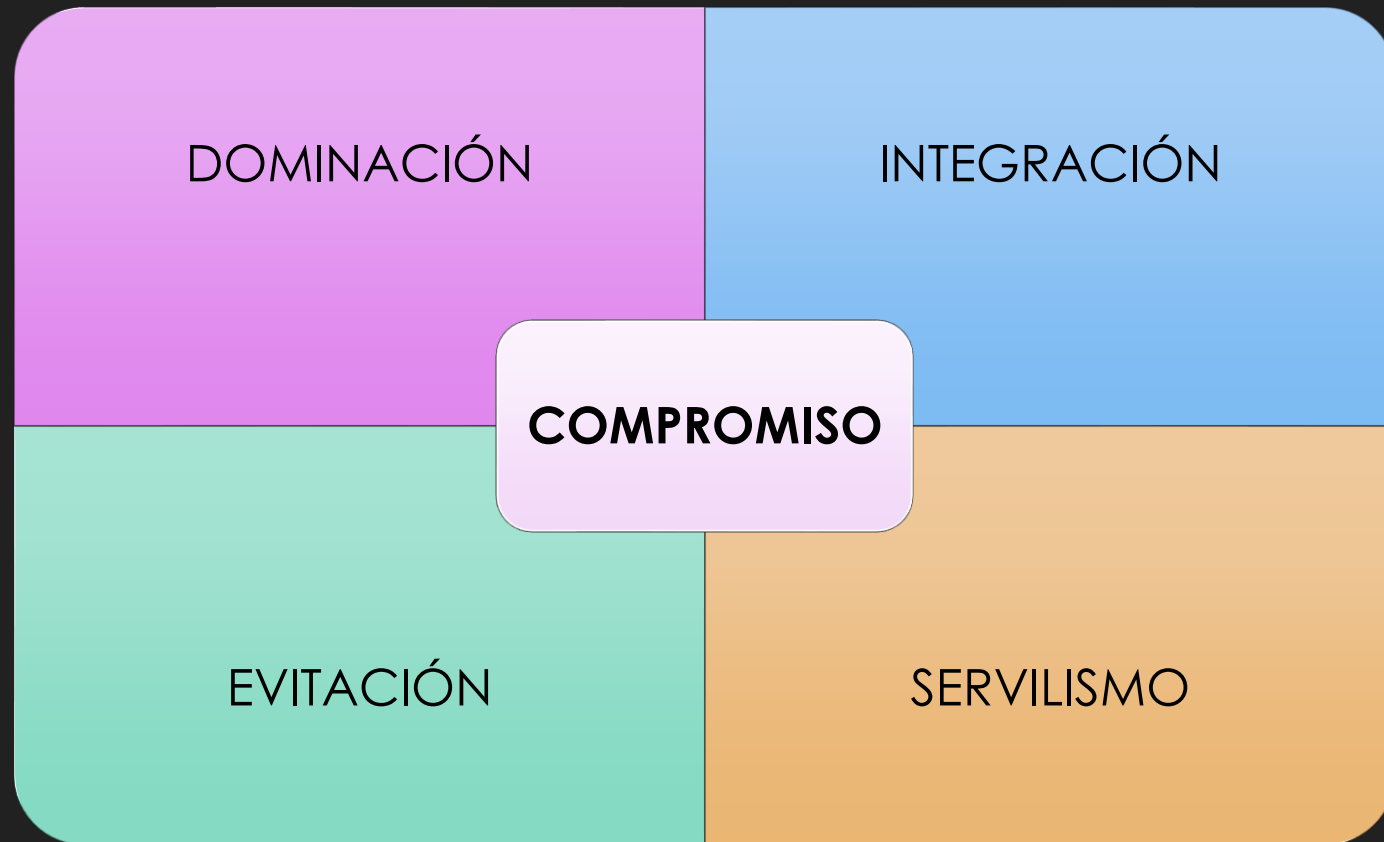 DOMINACIÓN
INTEGRACIÓN
COMPROMISO
EVITACIÓN
SERVILISMO